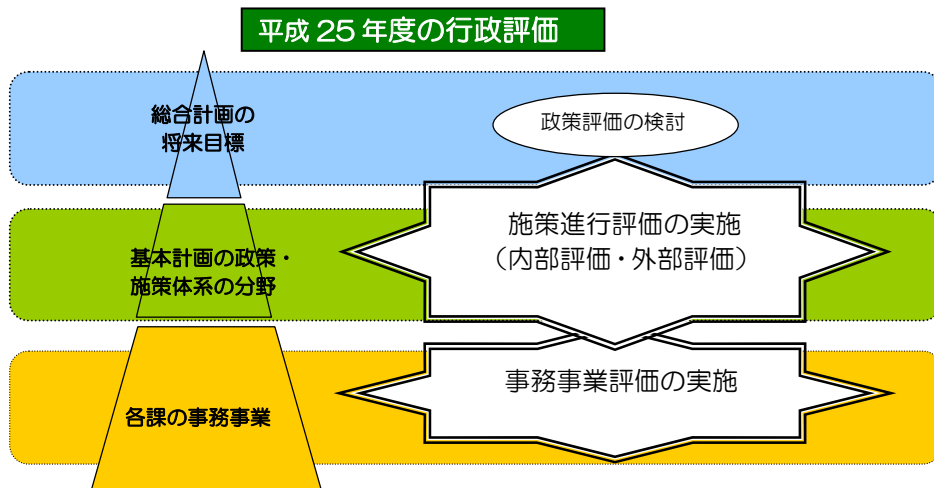 平成 25 年度の行政評価
総合計画の
将来目標
政策評価の検討
基本計画の政策・
施策体系の分野
施策進行評価の実施
（内部評価・外部評価）
各課の事務事業
事務事業評価の実施